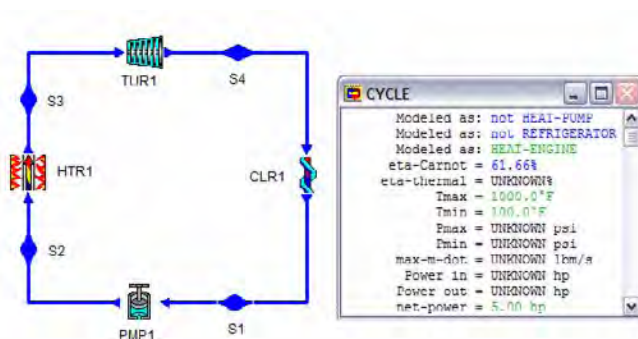 TUR1
S4
S3
HTR1
CLR1
S2
S1
PMP1
CYCLE
Modeled as: not HEAT-PUMP
Modeled as: not REFRIGERATOR
Modeled as: HEAT-ENGINE
eta-Carnot = 61.66%
eta-thermal = UNKNOWN%
Tmax = 1000.0°F
Tmin = 100.0°F
Pmax = UNKNOWN psi
Pmin = UNKNOWN psi
max-m-dot = UNKNOWN lbm/s
Power in = UNKNOWN hp
Power out = UNKNOWN hp
net-power = 5.00 hp